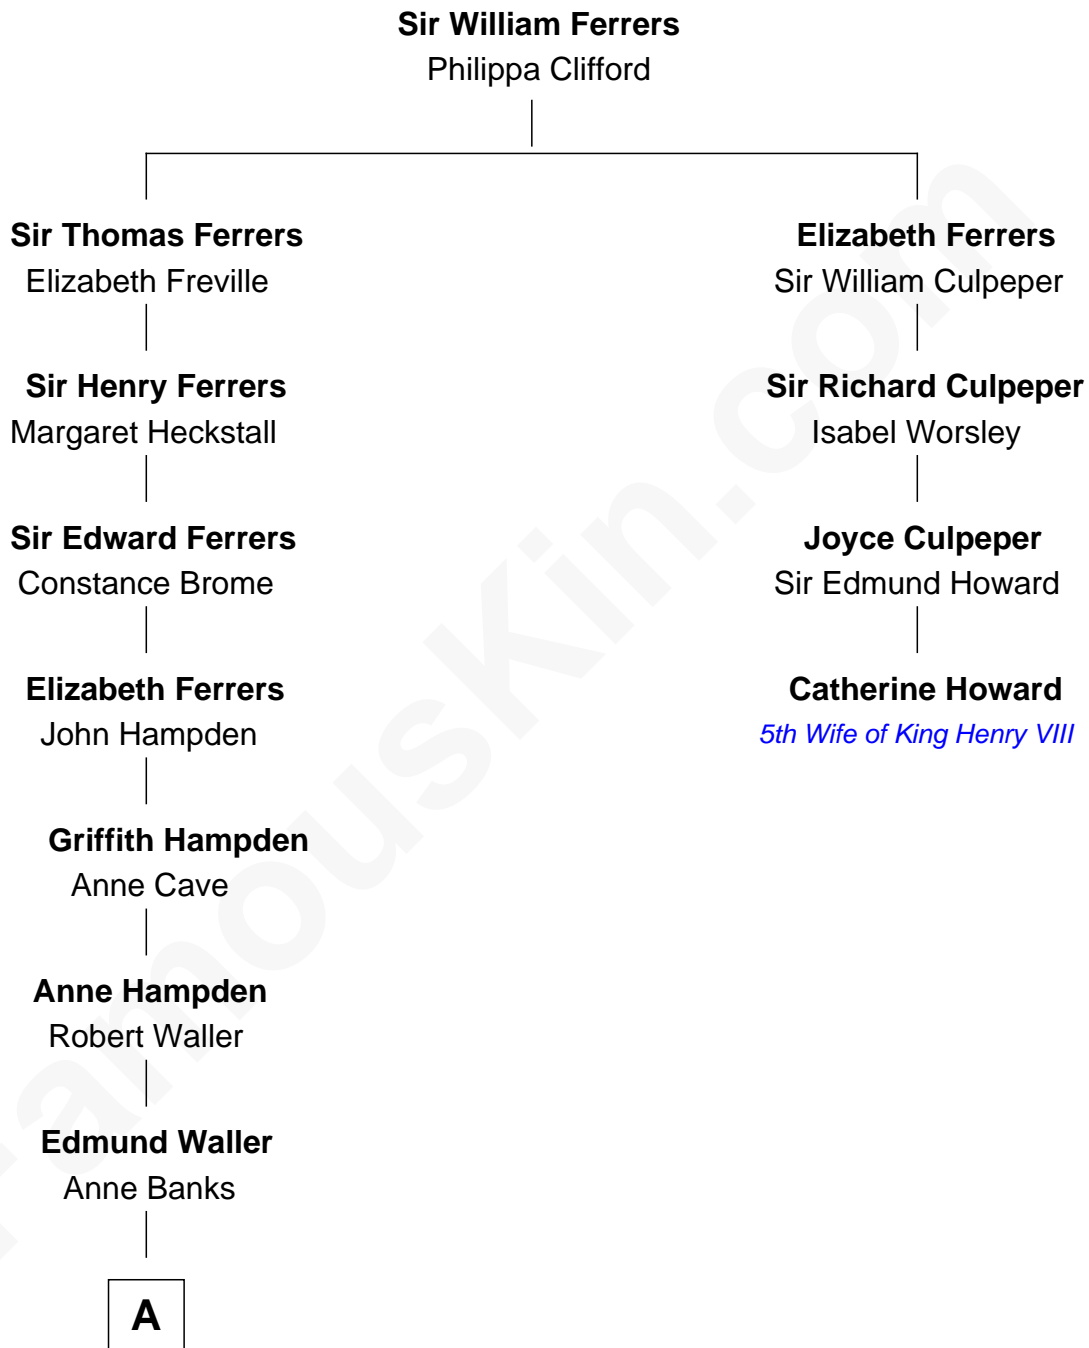 Sir William Ferrers
Philippa Clifford
Sir Thomas Ferrers
Elizabeth Freville
Elizabeth Ferrers
Sir William Culpeper
Sir Henry Ferrers
Margaret Heckstall
Sir Richard Culpeper
Isabel Worsley
Sir Edward Ferrers
Constance Brome
Joyce Culpeper
Sir Edmund Howard
Elizabeth Ferrers
John Hampden
Catherine Howard
5th Wife of King Henry VIII
Griffith Hampden
Anne Cave
Anne Hampden
Robert Waller
Edmund Waller
Anne Banks
A
FamousKin.com